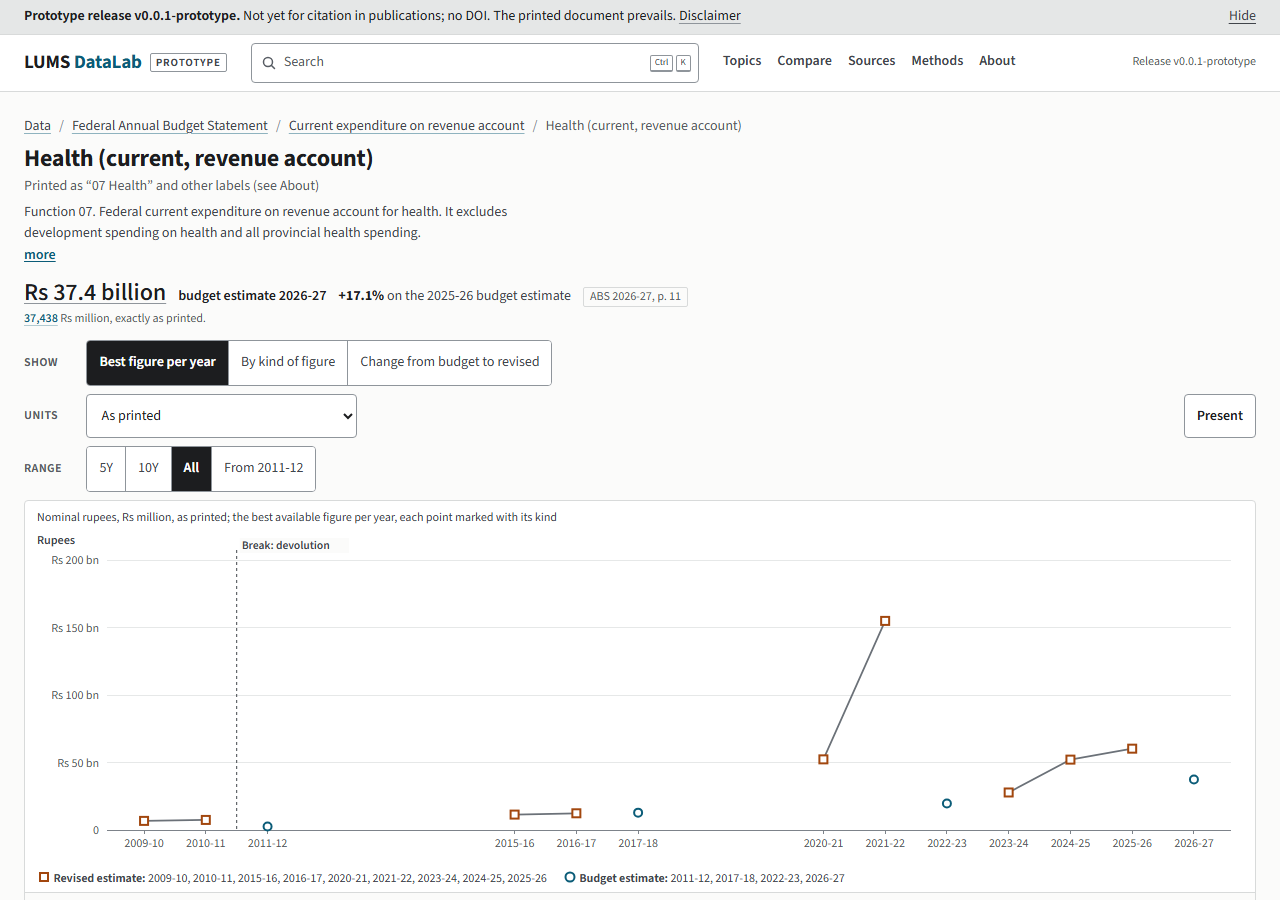 Prototype release v0.0.1-prototype. Not yet for citation in publications; no DOI. The printed document prevails. Disclaimer
Hide
LUMS DataLab PROTOTYPE
Search Ctrl K
Topics Compare Sources Methods About
Release v0.0.1-prototype
Data / Federal Annual Budget Statement / Current expenditure on revenue account / Health (current, revenue account)
Health (current, revenue account)
Printed as “07 Health” and other labels (see About)
Function 07. Federal current expenditure on revenue account for health. It excludes
development spending on health and all provincial health spending.
more
Rs 37.4 billion budget estimate 2026-27 +17.1% on the 2025-26 budget estimate ABS 2026-27, p. 11
37,438 Rs million, exactly as printed.
SHOW Best figure per year By kind of figure Change from budget to revised
UNITS As printed Present
RANGE 5Y 10Y All From 2011-12
Nominal rupees, Rs million, as printed; the best available figure per year, each point marked with its kind
Rupees
Break: devolution
Rs 200 bn
Rs 150 bn
Rs 100 bn
Rs 50 bn
0
2009-10 2010-11 2011-12 2015-16 2016-17 2017-18 2020-21 2021-22 2022-23 2023-24 2024-25 2025-26 2026-27
Revised estimate: 2009-10, 2010-11, 2015-16, 2016-17, 2020-21, 2021-22, 2023-24, 2024-25, 2025-26 Budget estimate: 2011-12, 2017-18, 2022-23, 2026-27